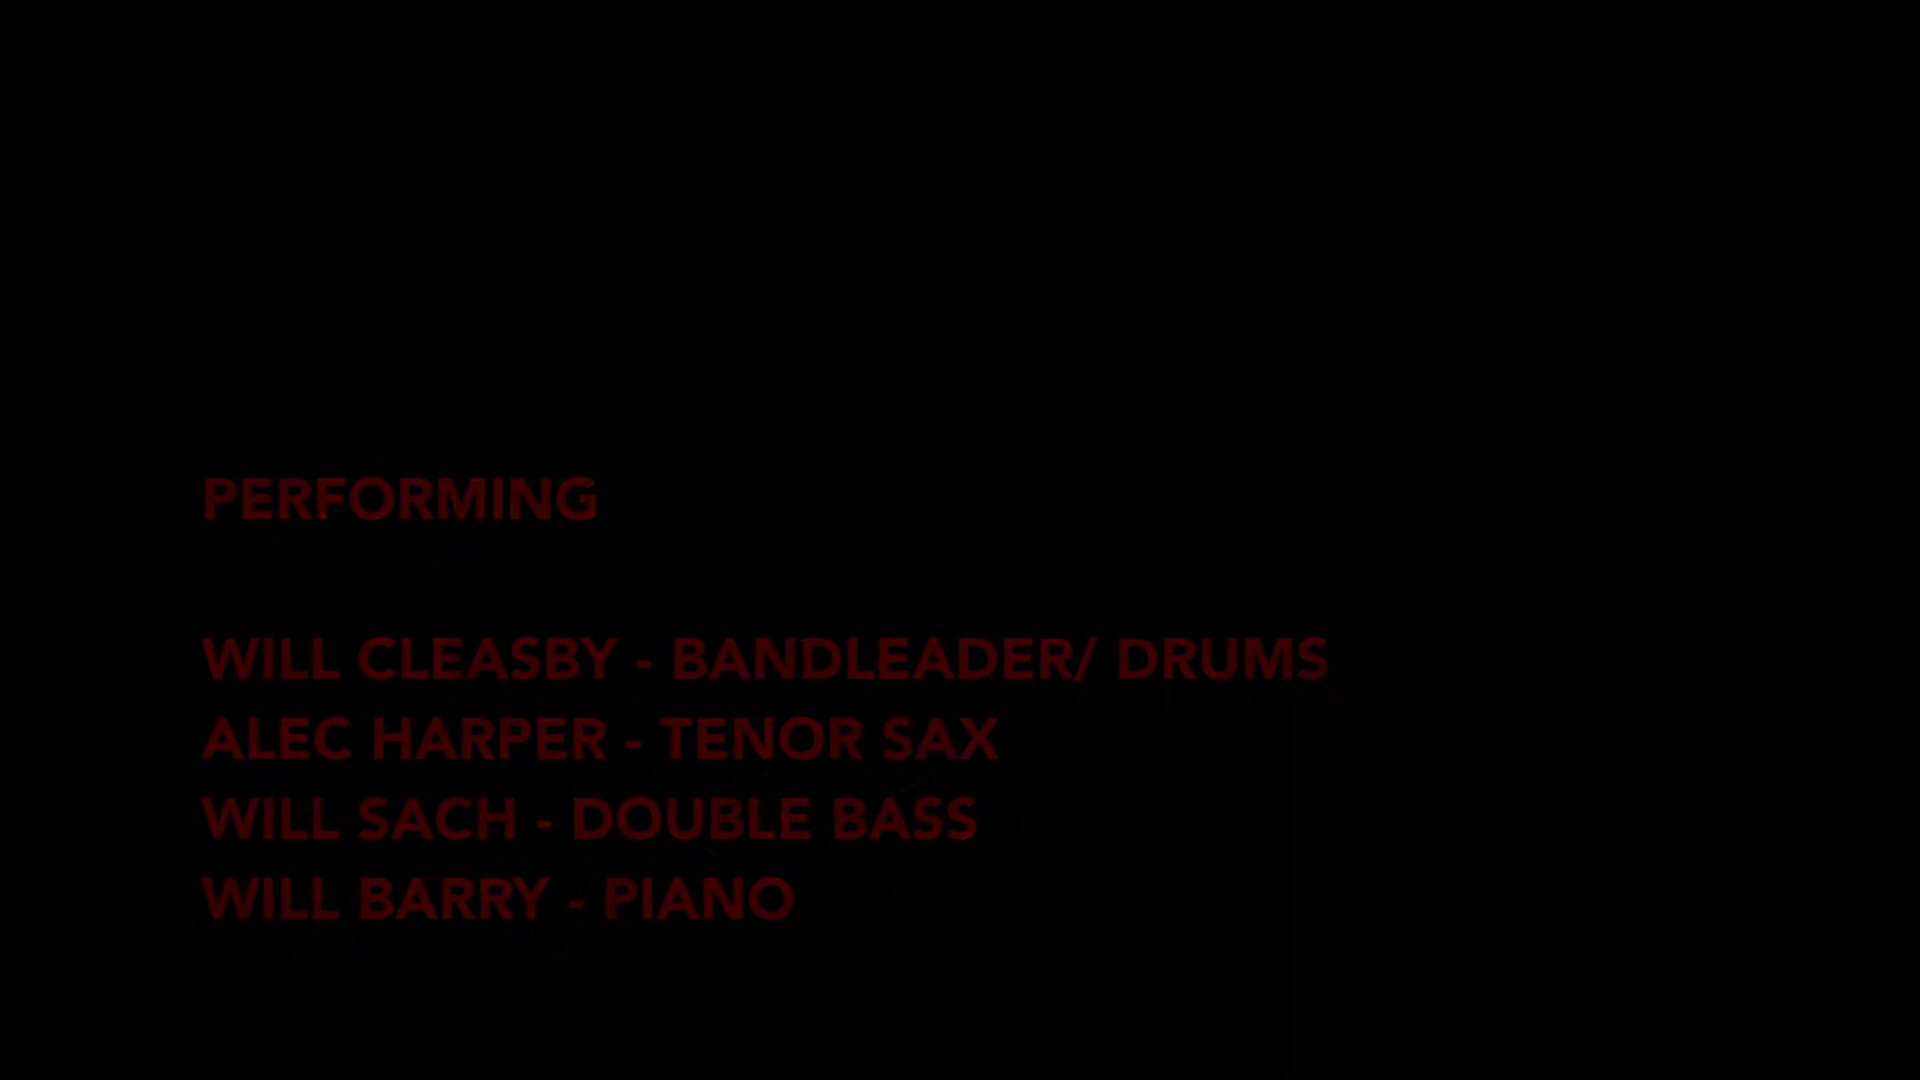 PERFORMING
WILL CLEASBY - BANDLEADER/ DRUMS
ALEC HARPER - TENOR SAX
WILL SACH - DOUBLE BASS
WILL BARRY - PIANO